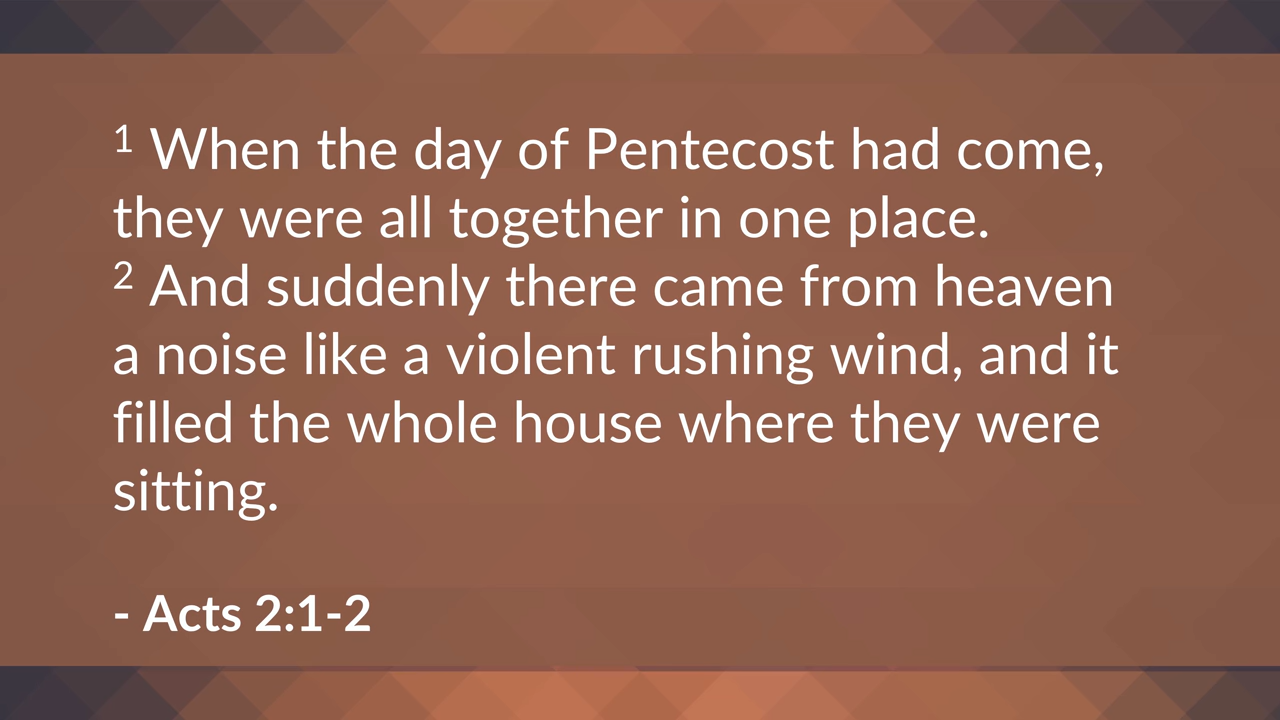 1 When the day of Pentecost had come,
they were all together in one place.
2 And suddenly there came from heaven
a noise like a violent rushing wind, and it
filled the whole house where they were
sitting.
- Acts 2:1-2